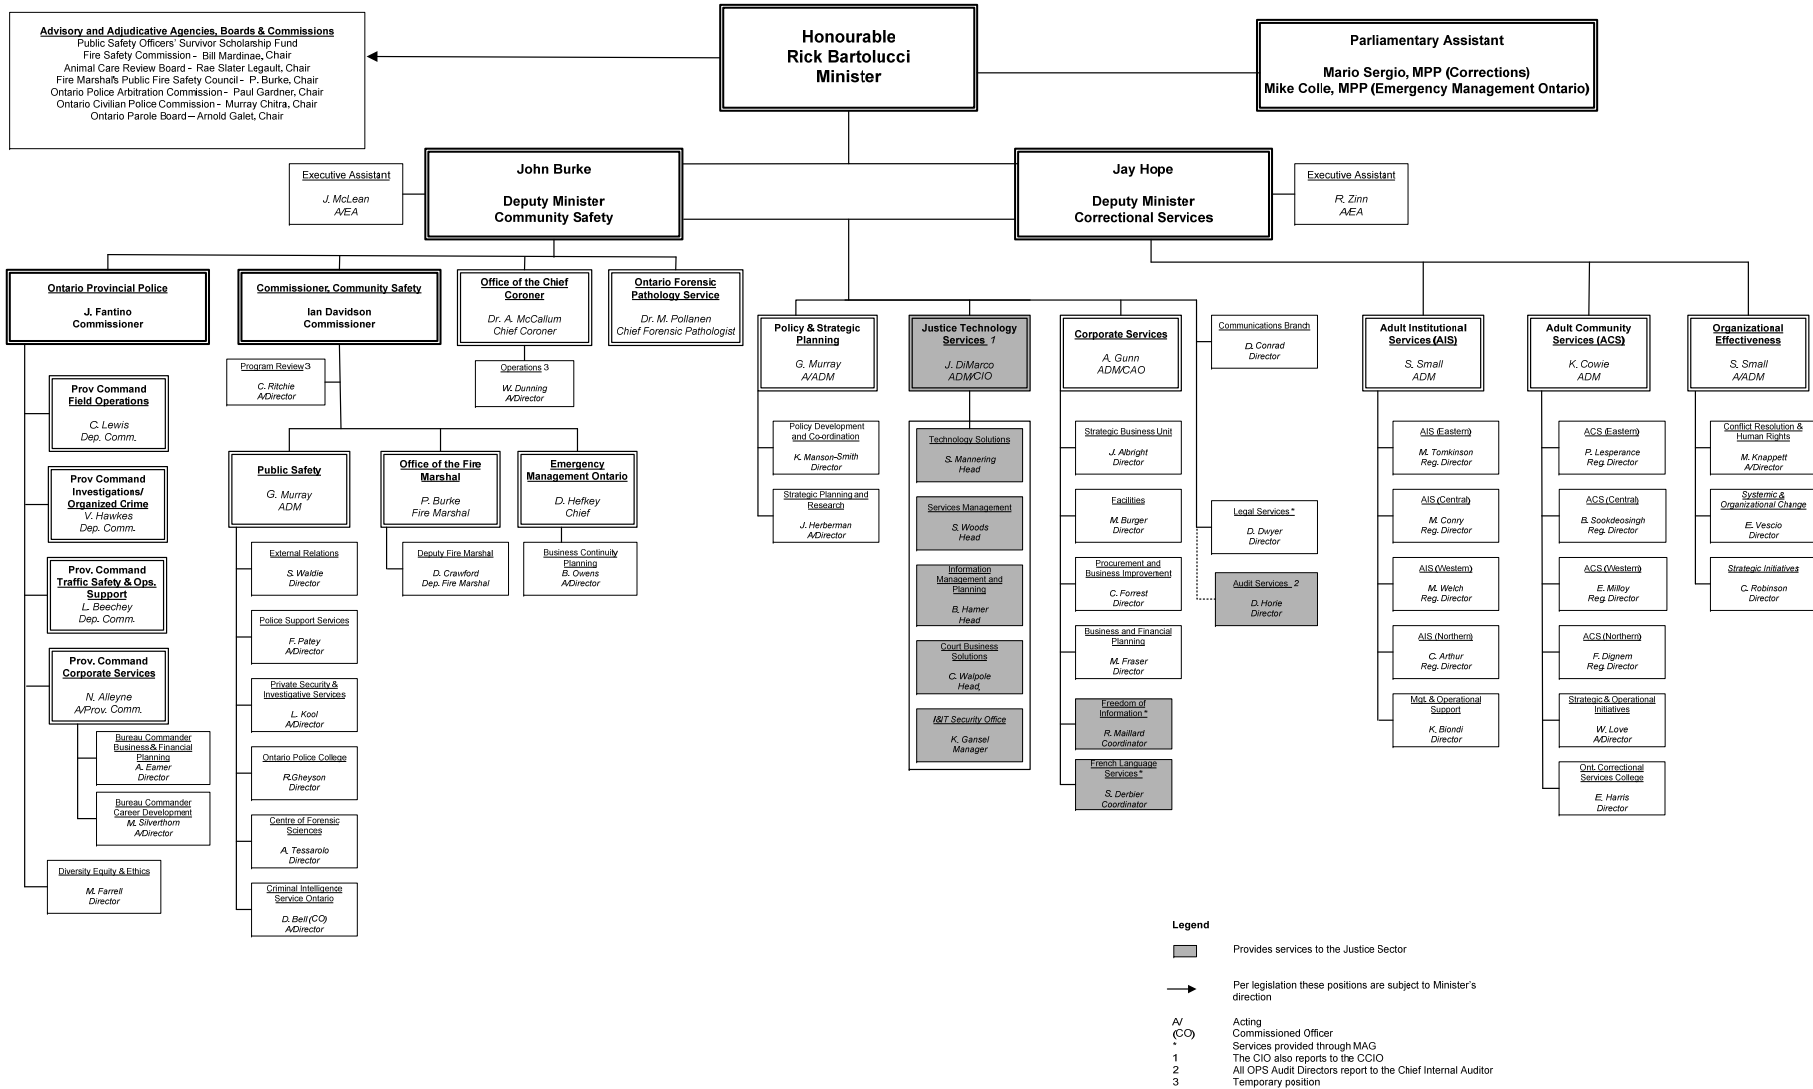 Advisory and Adjudicative Agencies, Boards & Commissions
Public Safety Officers' Survivor Scholarship Fund
Fire Safety Commission - Bill Mardinae, Chair
Animal Care Review Board - Rae Slater Legault, Chair
Fire Marshal's Public Fire Safety Council - P. Burke, Chair
Ontario Police Arbitration Commission - Paul Gardner, Chair
Ontario Civilian Police Commission - Murray Chitra, Chair
Ontario Parole Board – Arnold Galet, Chair
Honourable
Rick Bartolucci
Minister
Parliamentary Assistant
Mario Sergio, MPP (Corrections)
Mike Colle, MPP (Emergency Management Ontario)
Executive Assistant
J. McLean
A/EA
John Burke
Deputy Minister
Community Safety
Jay Hope
Deputy Minister
Correctional Services
Executive Assistant
R. Zinn
A/EA
Ontario Provincial Police
J. Fantino
Commissioner
Commissioner, Community Safety
Ian Davidson
Commissioner
Office of the Chief
Coroner
Dr. A. McCallum
Chief Coroner
Ontario Forensic
Pathology Service
Dr. M. Pollanen
Chief Forensic Pathologist
Program Review 3
C. Ritchie
A/Director
Operations 3
W. Dunning
A/Director
Prov Command
Field Operations
C. Lewis
Dep. Comm.
Prov Command
Investigations/
Organized Crime
V. Hawkes
Dep. Comm.
Prov. Command
Traffic Safety & Ops.
Support
L. Beechey
Dep. Comm.
Prov. Command
Corporate Services
N. Alleyne
A/Prov. Comm.
Bureau Commander
Business & Financial
Planning
A. Eamer
Director
Bureau Commander
Career Development
M. Silverthorn
A/Director
Diversity Equity & Ethics
M. Farrell
Director
Public Safety
G. Murray
ADM
Office of the Fire
Marshal
P. Burke
Fire Marshal
Emergency
Management Ontario
D. Hefkey
Chief
External Relations
S. Waldie
Director
Police Support Services
F. Patey
A/Director
Private Security &
Investigative Services
L. Kool
A/Director
Ontario Police College
R. Gheyson
Director
Centre of Forensic
Sciences
A. Tessarolo
Director
Criminal Intelligence
Service Ontario
D. Bell (CO)
A/Director
Deputy Fire Marshal
D. Crawford
Dep. Fire Marshal
Business Continuity
Planning
B. Owens
A/Director
Policy & Strategic
Planning
G. Murray
A/ADM
Policy Development
and Co-ordination
K. Manson-Smith
Director
Strategic Planning and
Research
J. Herberman
A/Director
Justice Technology
Services 1
J. DiMarco
ADM/CIO
Technology Solutions
S. Mannering
Head
Services Management
S. Woods
Head
Information
Management and
Planning
B. Hamer
Head
Court Business
Solutions
C. Walpole
Head,
I&IT Security Office
K. Gansel
Manager
Corporate Services
A. Gunn
ADM/CAO
Strategic Business Unit
J. Albright
Director
Facilities
M. Burger
Director
Procurement and
Business Improvement
C. Forrest
Director
Business and Financial
Planning
M. Fraser
Director
Freedom of
Information *
R. Maillard
Coordinator
French Language
Services *
S. Derbier
Coordinator
Communications Branch
D. Conrad
Director
Legal Services *
D. Dwyer
Director
Audit Services 2
D. Horie
Director
Adult Institutional
Services (AIS)
S. Small
ADM
AIS (Eastern)
M. Tomkinson
Reg. Director
AIS (Central)
M. Conry
Reg. Director
AIS (Western)
M. Welch
Reg. Director
AIS (Northern)
C. Arthur
Reg. Director
Mgt. & Operational
Support
K. Biondi
Director
Adult Community
Services (ACS)
K. Cowie
ADM
ACS (Eastern)
P. Lesperance
Reg. Director
ACS (Central)
B. Sookdeosingh
Reg. Director
ACS (Western)
E. Milloy
Reg. Director
ACS (Northern)
F. Dignem
Reg. Director
Strategic & Operational
Initiatives
W. Love
A/Director
Ont. Correctional
Services College
E. Harris
Director
Organizational
Effectiveness
S. Small
A/ADM
Conflict Resolution &
Human Rights
M. Knappett
A/Director
Systemic &
Organizational Change
E. Vescio
Director
Strategic Initiatives
C. Robinson
Director
Legend
Provides services to the Justice Sector
Per legislation these positions are subject to Minister's
direction
A/ Acting
(CO) Commissioned Officer
* Services provided through MAG
1 The CIO also reports to the CCIO
2 All OPS Audit Directors report to the Chief Internal Auditor
3 Temporary position